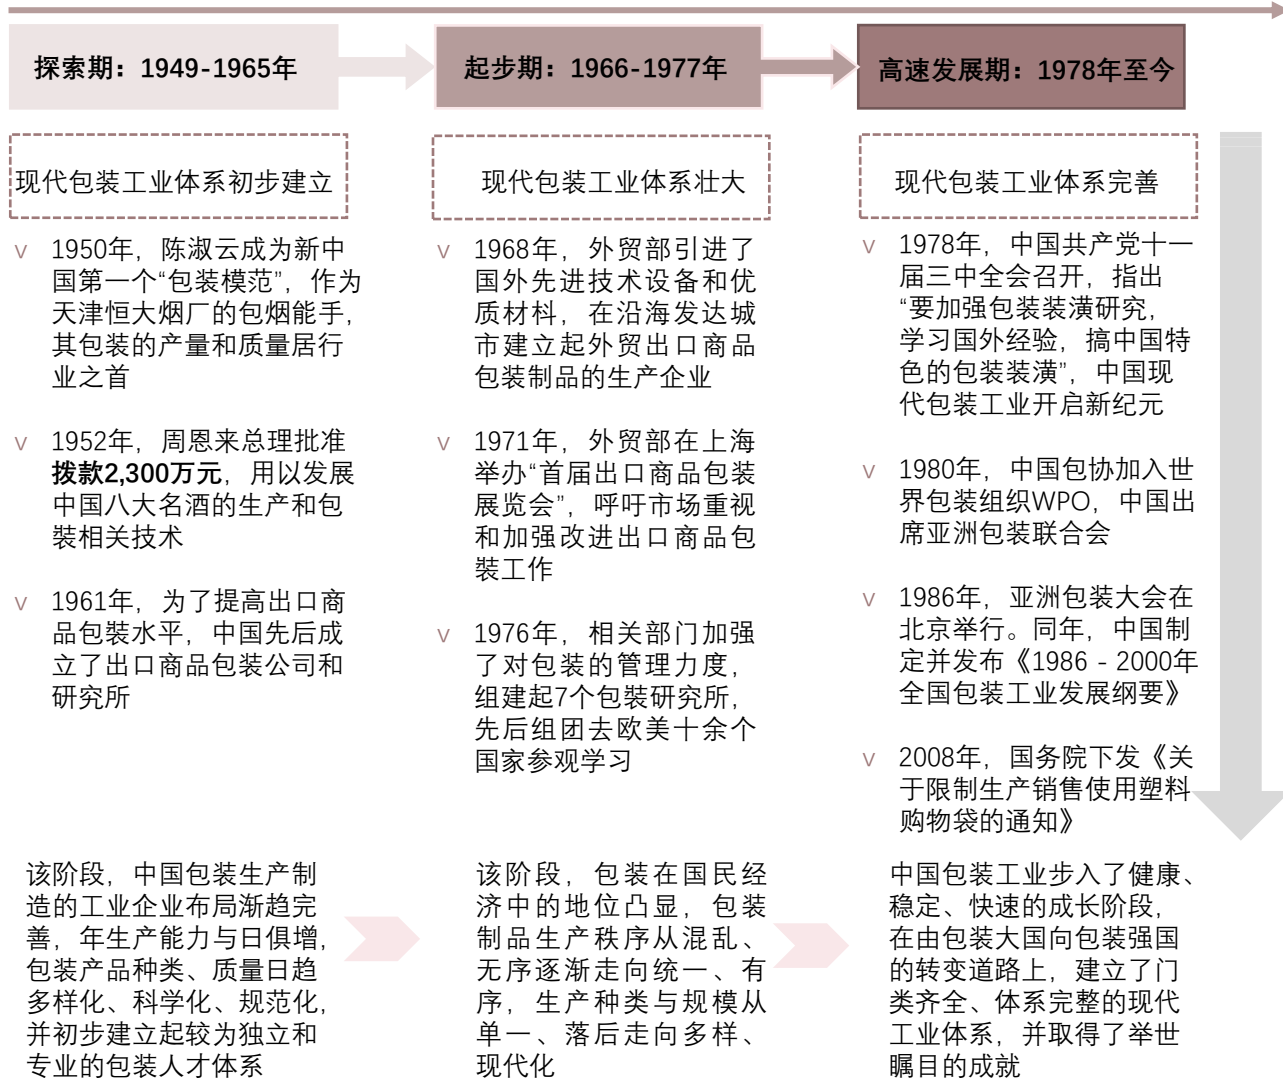 探索期：1949-1965年
起步期：1966-1977年
高速发展期：1978年至今
现代包装工业体系初步建立
v 1950年，陈淑云成为新中
国第一个“包装模范”，作为
天津恒大烟厂的包烟能手，
其包装的产量和质量居行
业之首
v 1952年，周恩来总理批准
拨款2,300万元，用以发展
中国八大名酒的生产和包
裝相关技术
v 1961年，为了提高出口商
品包裝水平，中国先后成
立了出口商品包装公司和
研究所
该阶段，中国包装生产制
造的工业企业布局渐趋完
善，年生产能力与日俱增，
包装产品种类、质量日趋
多样化、科学化、规范化，
并初步建立起较为独立和
专业的包装人才体系
现代包装工业体系壮大
v 1968年，外贸部引进了
国外先进技术设备和优
质材料，在沿海发达城
市建立起外贸出口商品
包装制品的生产企业
v 1971年，外贸部在上海
举办“首届出口商品包装
展览会”，呼吁市场重视
和加强改进出口商品包
裝工作
v 1976年，相关部门加强
了对包装的管理力度，
组建起7个包裝研究所，
先后组团去欧美十余个
国家参观学习
该阶段，包装在国民经
济中的地位凸显，包装
制品生产秩序从混乱、
无序逐渐走向统一、有
序，生产种类与规模从
单一、落后走向多样、
现代化
现代包装工业体系完善
v 1978年，中国共产党十一
届三中全会召开，指出
“要加强包装装潢研究，
学习国外经验，搞中国特
色的包装装潢”，中国现
代包装工业开启新纪元
v 1980年，中国包协加入世
界包装组织WPO，中国出
席亚洲包装联合会
v 1986年，亚洲包装大会在
北京举行。同年，中国制
定并发布《1986 - 2000年
全国包装工业发展纲要》
v 2008年，国务院下发《关
于限制生产销售使用塑料
购物袋的通知》
中国包装工业步入了健康、
稳定、快速的成长阶段，
在由包装大国向包装强国
的转变道路上，建立了门
类齐全、体系完整的现代
工业体系，并取得了举世
瞩目的成就